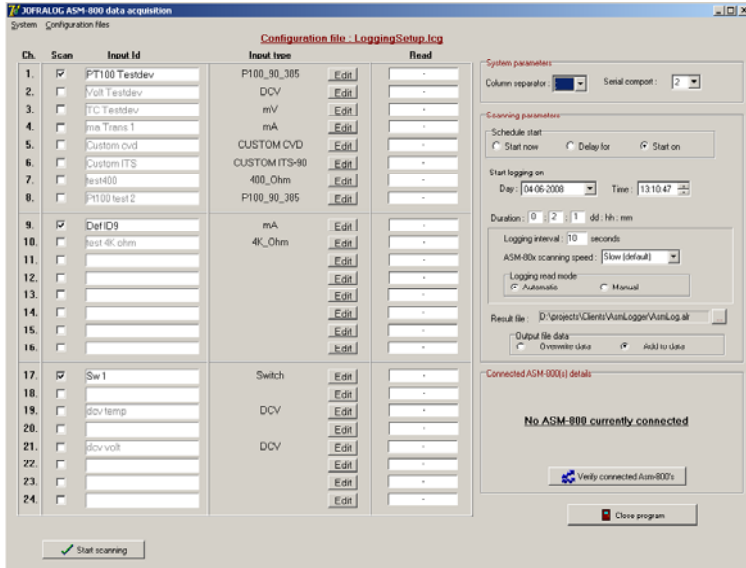 JOFRALOG ASM-800 data acquisition
System Configuration files
Configuration file : LoggingSetup.lcg
Ch. Scan Input Id Input type Read
1. PT100 Testdev P100_90_385 Edit -
2. Volt Testdev DCV Edit -
3. TC Testdev mV Edit -
4. ma Trans 1 mA Edit -
5. Custom cvd CUSTOM CVD Edit -
6. Custom ITS CUSTOM ITS-90 Edit -
7. test400 400_Ohm Edit -
8. Pt100 test 2 P100_90_385 Edit -
9. Def ID9 mA Edit -
10. test 4K ohm 4K_Ohm Edit -
11. Edit -
12. Edit -
13. Edit -
14. Edit -
15. Edit -
16. Edit -
17. Sw1 Switch Edit -
18. Edit -
19. dcv temp DCV Edit -
20. Edit -
21. dcv volt DCV Edit -
22. Edit -
23. Edit -
24. Edit -
Start scanning
System parameters
Column separator : Serial comport : 2
Scanning parameters
Schedule start
Start now Delay for Start on
Start logging on
Day : 04-06-2008 Time : 13:10:47
Duration : 0 : 2 : 1 dd : hh : mm
Logging interval : 10 seconds
ASM-80x scanning speed : Slow (default)
Logging read mode
Automatic Manual
Result file : D:\projects\Clients\AsmLogger\AsmLog.alr ...
Output file data
Overwrite data Add to data
Connected ASM-800(s) details
No ASM-800 currently connected
Verify connected Asm-800's
Close program